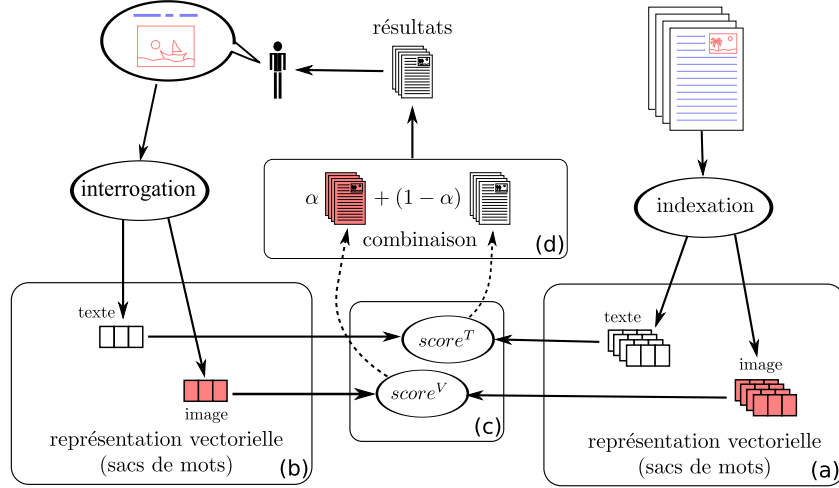 résultats
interrogation
α + (1 − α)
combinaison
(d)
indexation
texte
image
représentation vectorielle
(sacs de mots)
(b)
score^T
score^V
(c)
texte
image
représentation vectorielle
(sacs de mots)
(a)